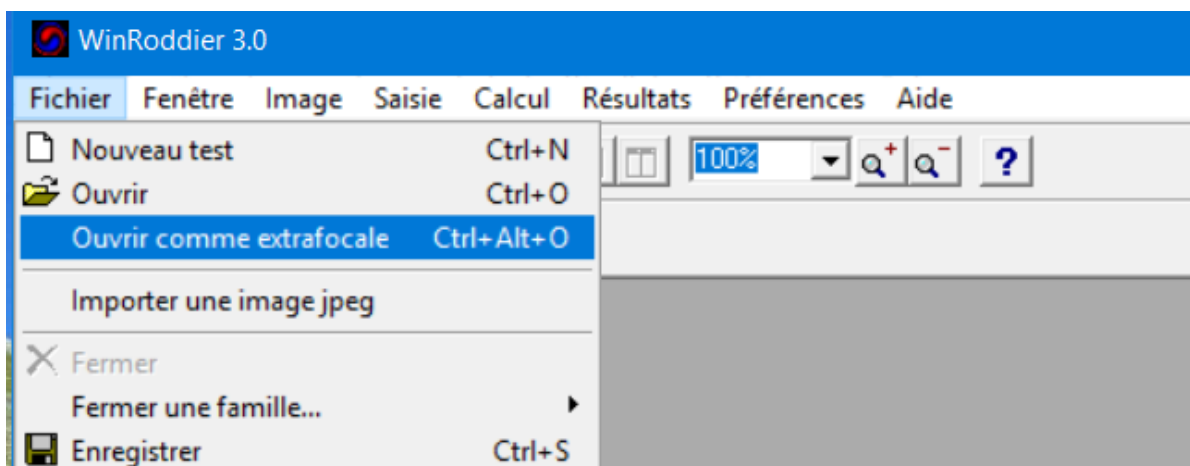 WinRoddier 3.0
Fichier Fenêtre Image Saisie Calcul Résultats Préférences Aide
Nouveau test Ctrl+N
100%
Ouvrir Ctrl+O
Ouvrir comme extrafocale Ctrl+Alt+O
Importer une image jpeg
Fermer
Fermer une famille...
Enregistrer Ctrl+S